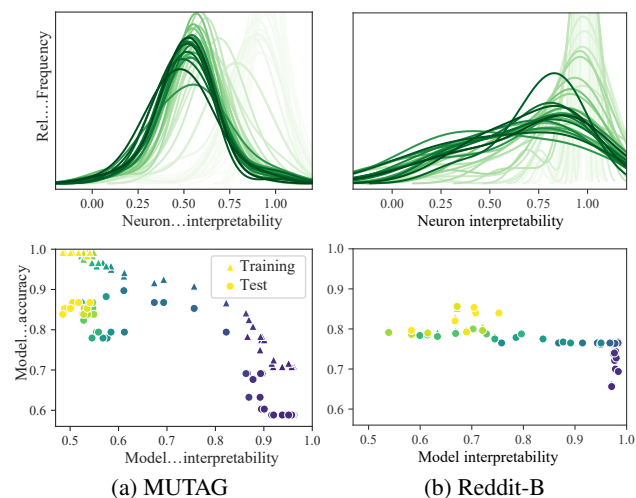 Rel....Frequency
0.00 0.25 0.50 0.75 1.00
Neuron...interpretability
0.00 0.25 0.50 0.75 1.00
Neuron interpretability
Model...accuracy
1.0
0.9
0.8
0.7
0.6
Training
Test
0.5 0.6 0.7 0.8 0.9 1.0
Model...interpretability
1.0
0.9
0.8
0.7
0.6
0.5 0.6 0.7 0.8 0.9 1.0
Model interpretability
(a) MUTAG
(b) Reddit-B